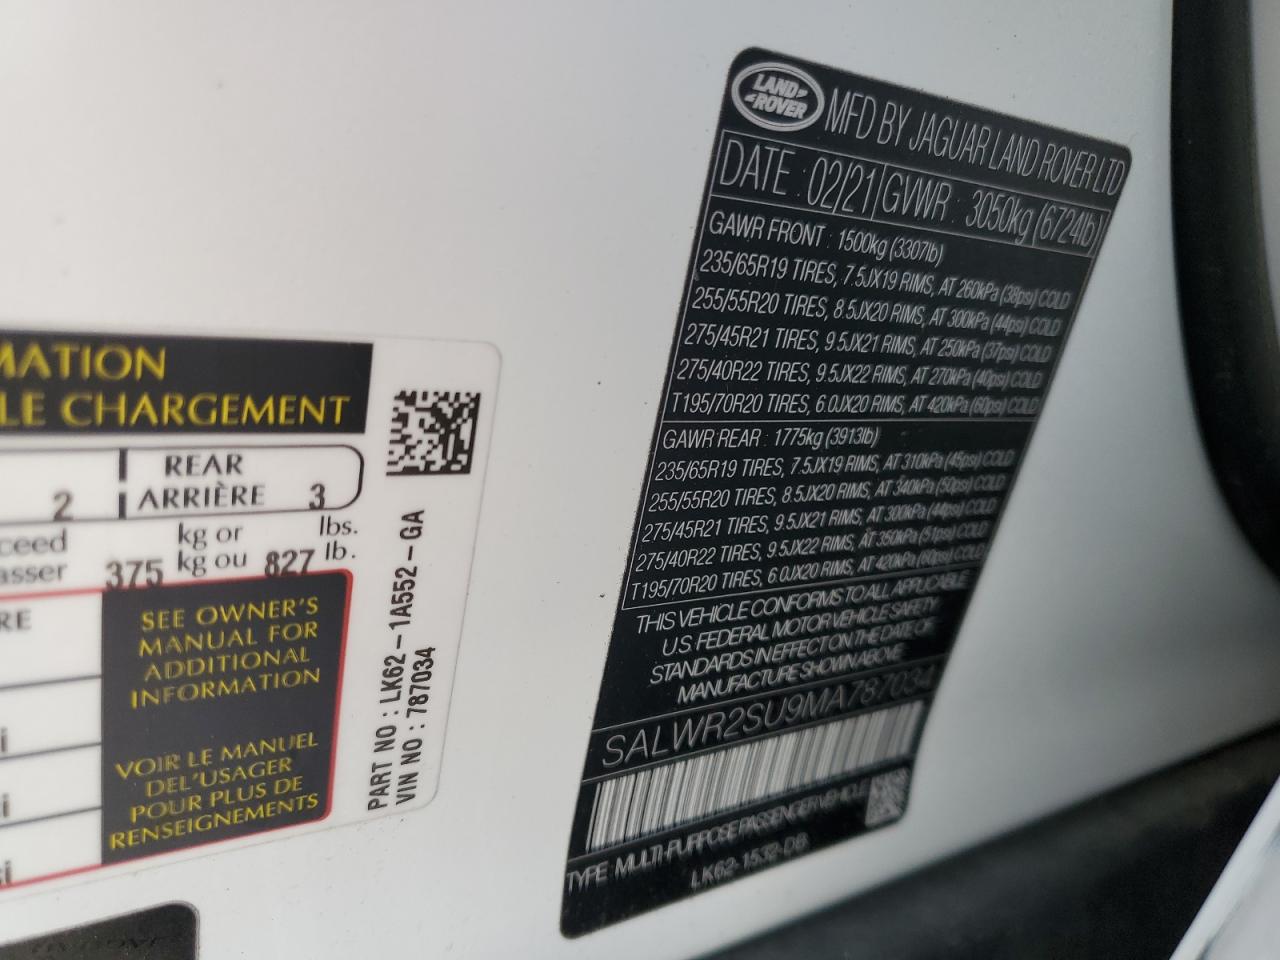 MATION
LE CHARGEMENT
2
REAR
ARRIÈRE 3
ceed
asser 375 kg or
kg ou 827 lbs.
lb.
RE
SEE OWNER'S
MANUAL FOR
ADDITIONAL
INFORMATION
VOIR LE MANUEL
DEL'USAGER
POUR PLUS DE
RENSEIGNEMENTS
PART NO : LK62-1A552-GA
VIN NO : 787034
LAND ROVER MFD BY JAGUAR LAND ROVER LTD
DATE : 02/21 GVWR : 3050kg (6724lb)
GAWR FRONT : 1500kg (3307lb)
235/65R19 TIRES, 7.5JX19 RIMS, AT 260kPa (38psi) COLD
255/55R20 TIRES, 8.5JX20 RIMS, AT 300kPa (44psi) COLD
275/45R21 TIRES, 9.5JX21 RIMS, AT 250kPa (37psi) COLD
275/40R22 TIRES, 9.5JX22 RIMS, AT 270kPa (40psi) COLD
T195/70R20 TIRES, 6.0JX20 RIMS, AT 420kPa (60psi) COLD
GAWR REAR : 1775kg (3913lb)
235/65R19 TIRES, 7.5JX19 RIMS, AT 310kPa (45psi) COLD
255/55R20 TIRES, 8.5JX20 RIMS, AT 340kPa (50psi) COLD
275/45R21 TIRES, 9.5JX21 RIMS, AT 300kPa (44psi) COLD
275/40R22 TIRES, 9.5JX22 RIMS, AT 350kPa (51psi) COLD
T195/70R20 TIRES, 6.0JX20 RIMS, AT 420kPa (60psi) COLD
THIS VEHICLE CONFORMS TO ALL APPLICABLE
U.S. FEDERAL MOTOR VEHICLE SAFETY
STANDARDS IN EFFECT ON THE DATE OF
MANUFACTURE SHOWN ABOVE
SALWR2SU9MA787034
TYPE: MULTI-PURPOSE PASSENGER VEHICLE
LK62-1532-DB